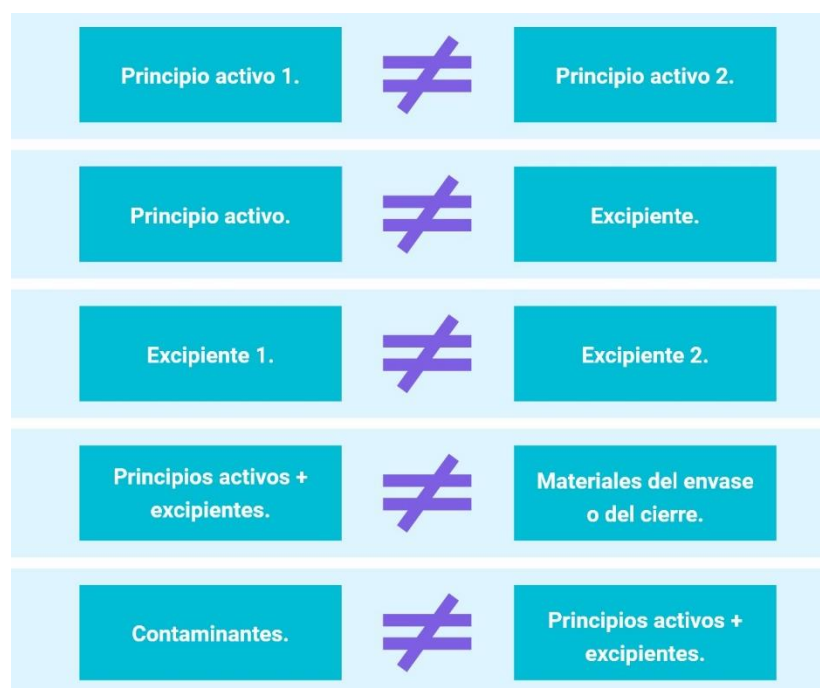 Principio activo 1.
≠
Principio activo 2.
Principio activo.
≠
Excipiente.
Excipiente 1.
≠
Excipiente 2.
Principios activos +
excipientes.
≠
Materiales del envase
o del cierre.
Contaminantes.
≠
Principios activos +
excipientes.